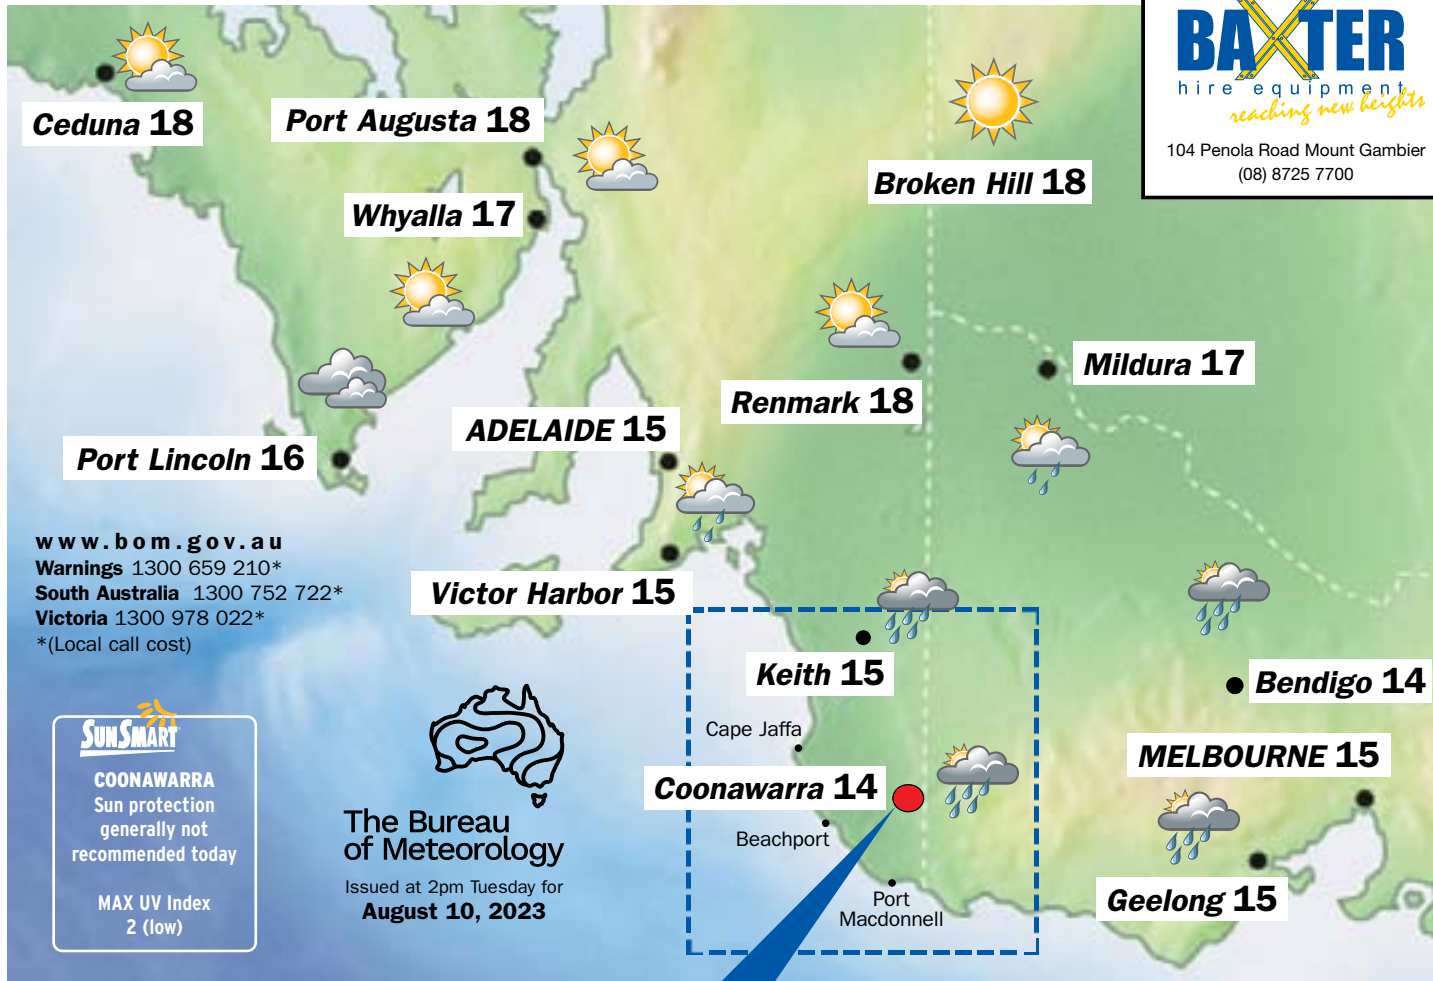 BAXTER
hire equipment
reaching new heights
104 Penola Road Mount Gambier
(08) 8725 7700
Ceduna 18
Port Augusta 18
Whyalla 17
Broken Hill 18
Renmark 18
Mildura 17
ADELAIDE 15
Port Lincoln 16
Victor Harbor 15
www.bom.gov.au
Warnings 1300 659 210*
South Australia 1300 752 722*
Victoria 1300 978 022*
*(Local call cost)
Keith 15
Bendigo 14
Cape Jaffa
MELBOURNE 15
Coonawarra 14
Beachport
Port
Macdonnell
Geelong 15
SUNSMART
COONAWARRA
Sun protection
generally not
recommended today
MAX UV Index
2 (low)
The Bureau
of Meteorology
Issued at 2pm Tuesday for
August 10, 2023